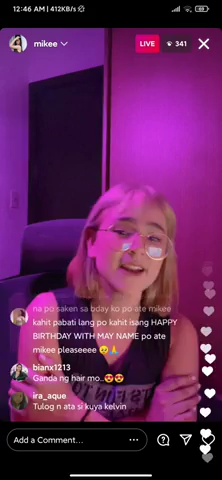 12:46 AM | 412KB/s
mikee
LIVE
341
na po saken sa bday ko po ate mikee
kahit pabati lang po kahit isang HAPPY
BIRTHDAY WITH MAY NAME po ate
mikee pleaseeee 😖🙏
bianx1213
Ganda ng hair mo..😍😍
ira_aque
Tulog n ata si kuya kelvin
Add a Comment...